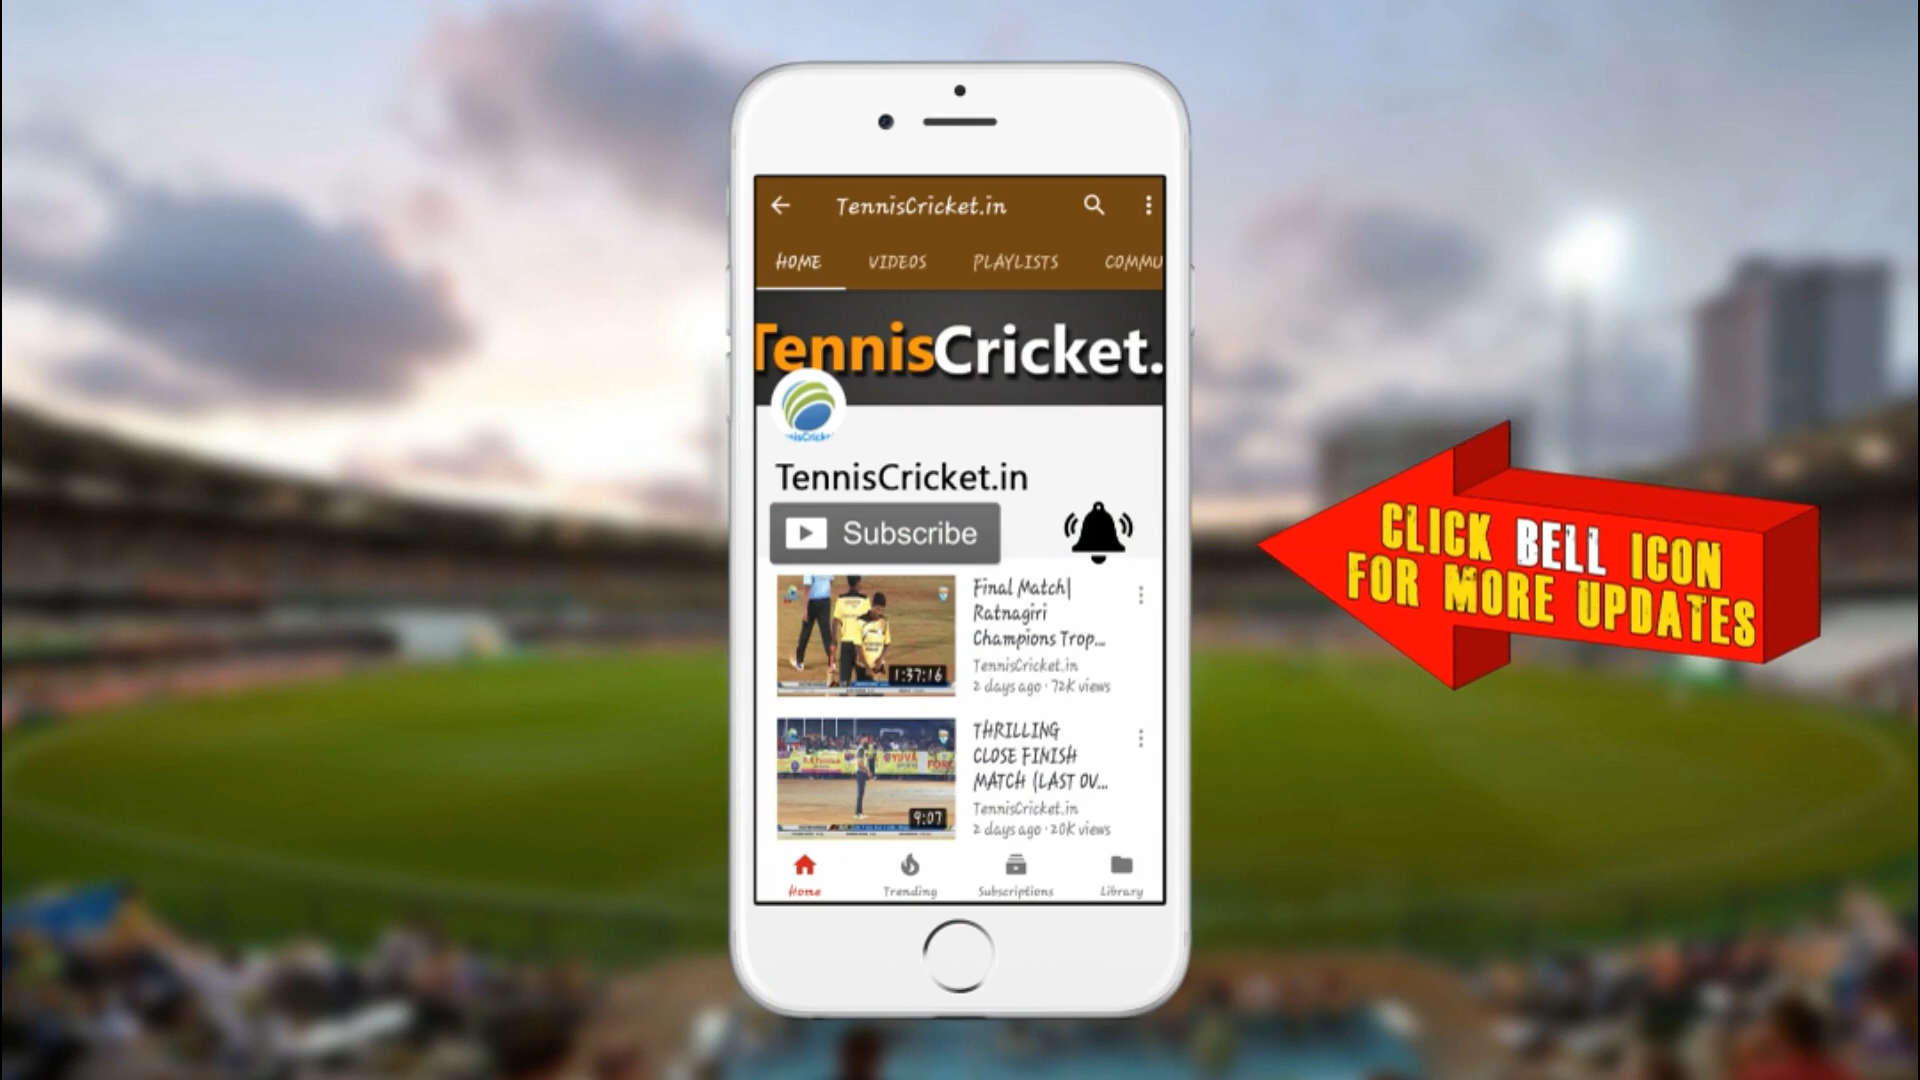 TennisCricket.in
HOME VIDEOS PLAYLISTS COMMU
TennisCricket.
TennisCricket.in
Subscribe
Final Match|
Ratnagiri
Champions Trop...
TennisCricket.in
2 days ago · 72K views
1:37:16
THRILLING
CLOSE FINISH
MATCH (LAST OV...
TennisCricket.in
2 days ago · 20K views
9:07
Home Trending Subscriptions Library
CLICK BELL ICON
FOR MORE UPDATES